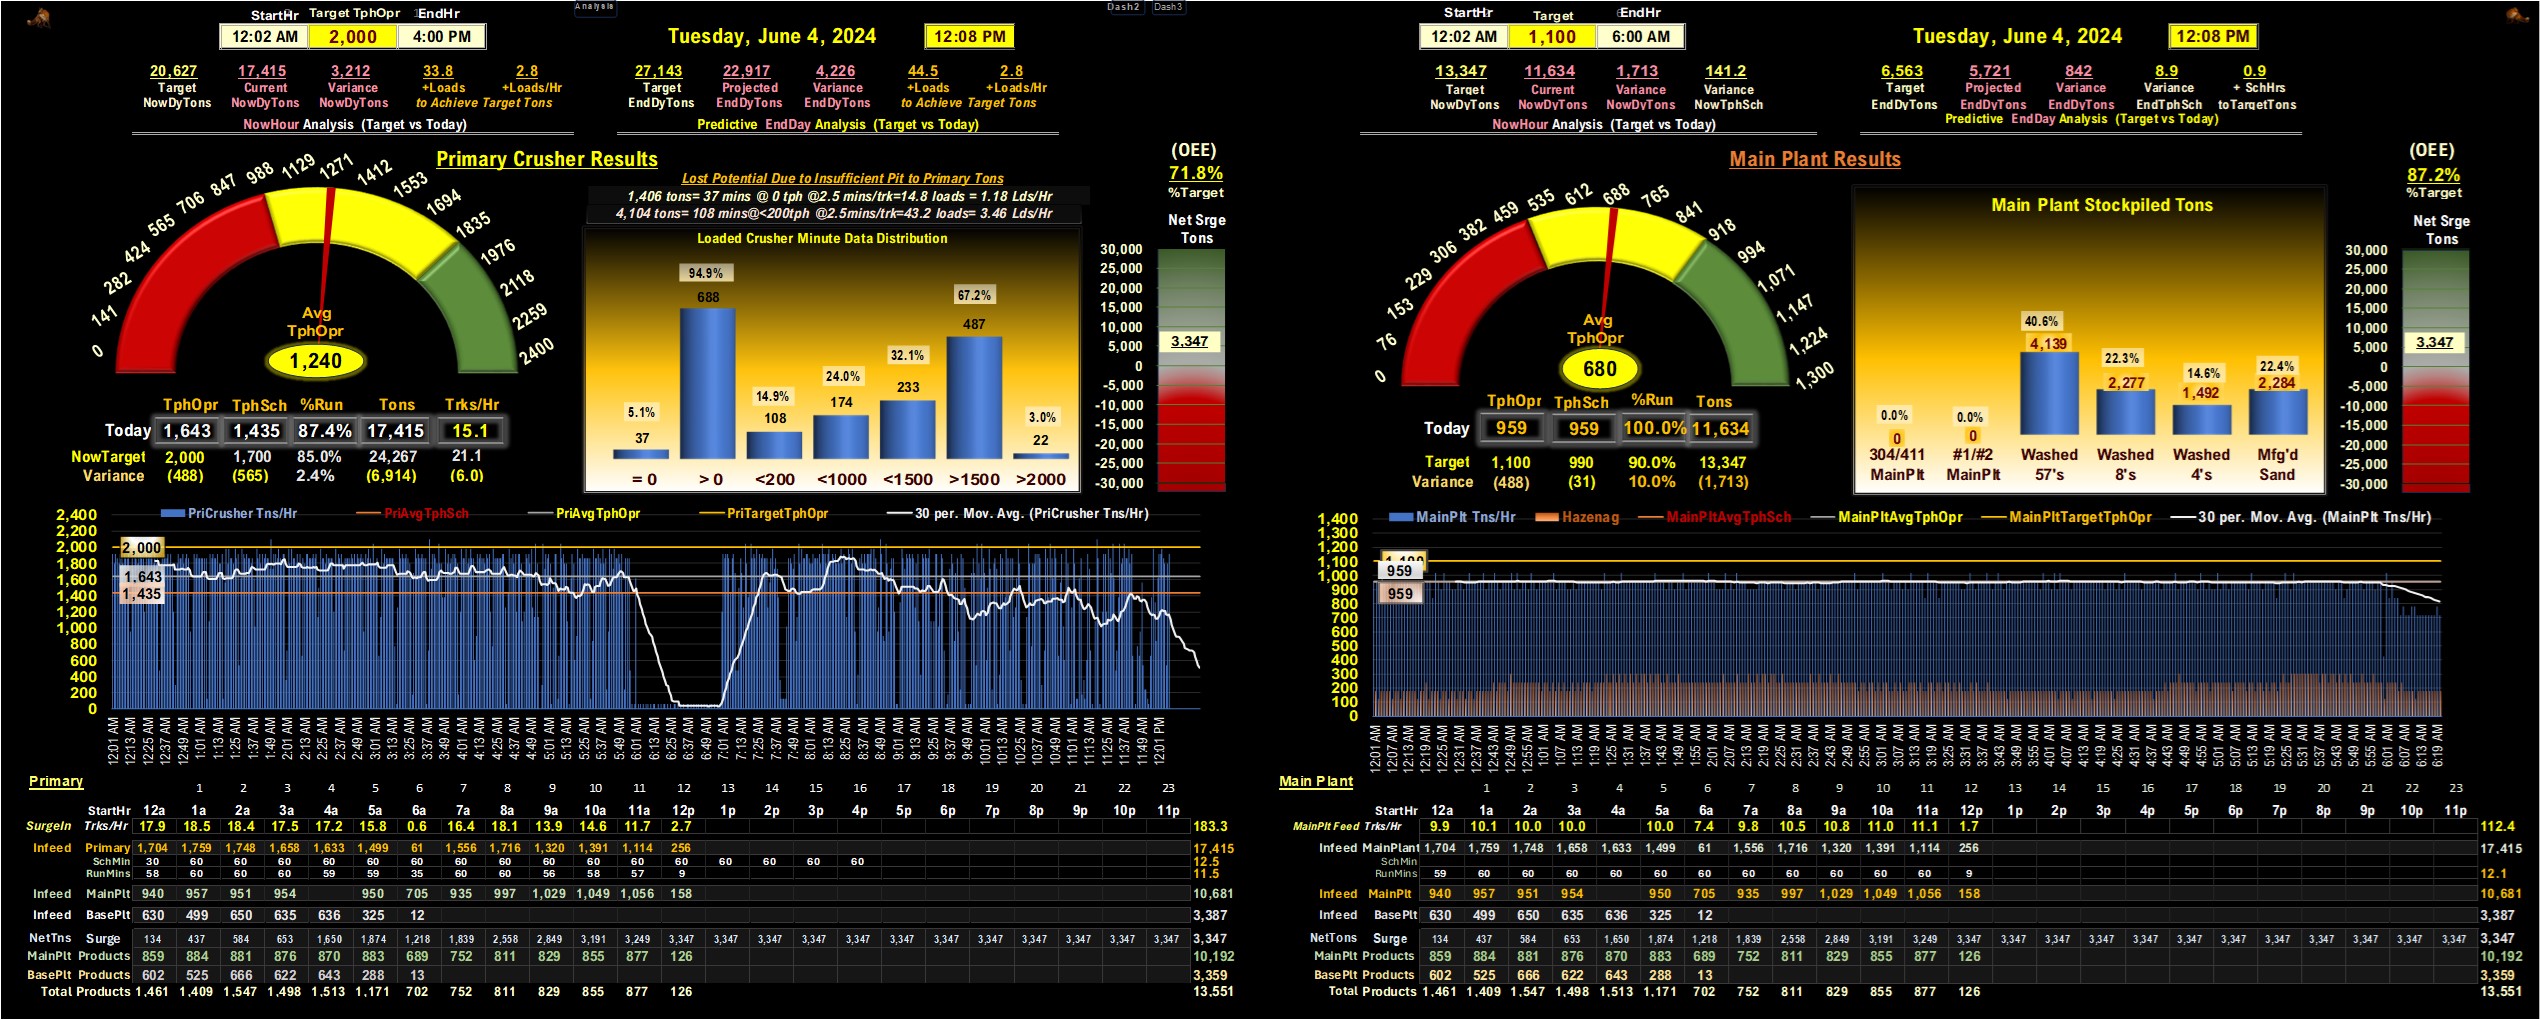 Analysis Dash2 Dash3
StartHr Target TphOpr EndHr
12:02 AM 2,000 4:00 PM
Tuesday, June 4, 2024 12:08 PM
20,627 17,415 3,212 33.8 2.8
Target Current Variance +Loads +Loads/Hr
NowDyTons NowDyTons NowDyTons to Achieve Target Tons
NowHour Analysis (Target vs Today)
27,143 22,917 4,226 44.5 2.8
Target Projected Variance +Loads +Loads/Hr
EndDyTons EndDyTons EndDyTons to Achieve Target Tons
Predictive EndDay Analysis (Target vs Today)
Primary Crusher Results
0 141 282 424 565 706 847 988 1129 1271 1412 1553 1694 1835 1976 2118 2259 2400
Avg
TphOpr
1,240
TphOpr TphSch %Run Tons Trks/Hr
Today 1,643 1,435 87.4% 17,415 15.1
NowTarget 2,000 1,700 85.0% 24,267 21.1
Variance (488) (565) 2.4% (6,914) (6.0)
Lost Potential Due to Insufficient Pit to Primary Tons
1,406 tons= 37 mins @ 0 tph @2.5 mins/trk=14.8 loads = 1.18 Lds/Hr
4,104 tons= 108 mins@<200tph @2.5mins/trk=43.2 loads= 3.46 Lds/Hr
Loaded Crusher Minute Data Distribution
5.1% 94.9% 14.9% 24.0% 32.1% 67.2% 3.0%
37 688 108 174 233 487 22
= 0 > 0 <200 <1000 <1500 >1500 >2000
(OEE)
71.8%
%Target
Net Srge
Tons
30,000
25,000
20,000
15,000
10,000
5,000
0
-5,000
-10,000
-15,000
-20,000
-25,000
-30,000
3,347
PriCrusher Tns/Hr PriAvgTphSch PriAvgTphOpr PriTargetTphOpr 30 per. Mov. Avg. (PriCrusher Tns/Hr)
2,400
2,200
2,000
1,800
1,600
1,400
1,200
1,000
800
600
400
200
0
2,000
1,643
1,435
12:01 AM 12:13 AM 12:25 AM 12:37 AM 12:49 AM 1:01 AM 1:13 AM 1:25 AM 1:37 AM 1:49 AM 2:01 AM 2:13 AM 2:25 AM 2:37 AM 2:49 AM 3:01 AM 3:13 AM 3:25 AM 3:37 AM 3:49 AM 4:01 AM 4:13 AM 4:25 AM 4:37 AM 4:49 AM 5:01 AM 5:13 AM 5:25 AM 5:37 AM 5:49 AM 6:01 AM 6:13 AM 6:25 AM 6:37 AM 6:49 AM 7:01 AM 7:13 AM 7:25 AM 7:37 AM 7:49 AM 8:01 AM 8:13 AM 8:25 AM 8:37 AM 8:49 AM 9:01 AM 9:13 AM 9:25 AM 9:37 AM 9:49 AM 10:01 AM 10:13 AM 10:25 AM 10:37 AM 10:49 AM 11:01 AM 11:13 AM 11:25 AM 11:37 AM 11:49 AM 12:01 PM
Primary 1 2 3 4 5 6 7 8 9 10 11 12 13 14 15 16 17 18 19 20 21 22 23
StartHr 12a 1a 2a 3a 4a 5a 6a 7a 8a 9a 10a 11a 12p 1p 2p 3p 4p 5p 6p 7p 8p 9p 10p 11p
SurgeIn Trks/Hr 17.9 18.5 18.4 17.5 17.2 15.8 0.6 16.4 18.1 13.9 14.6 11.7 2.7 183.3
Infeed Primary 1,704 1,759 1,748 1,658 1,633 1,499 61 1,556 1,716 1,320 1,391 1,114 256 17,415
SchMin 30 60 60 60 60 60 60 60 60 60 60 60 60 60 60 60 60 12.5
RunMins 58 60 60 60 59 59 35 60 60 56 58 57 9 11.5
Infeed MainPlt 940 957 951 954 950 705 935 997 1,029 1,049 1,056 158 10,681
Infeed BasePlt 630 499 650 635 636 325 12 3,387
NetTns Surge 134 437 584 653 1,650 1,874 1,218 1,839 2,558 2,849 3,191 3,249 3,347 3,347 3,347 3,347 3,347 3,347 3,347 3,347 3,347 3,347 3,347 3,347 3,347
MainPlt Products 859 884 881 876 870 883 689 752 811 829 855 877 126 10,192
BasePlt Products 602 525 666 622 643 288 13 3,359
Total Products 1,461 1,409 1,547 1,498 1,513 1,171 702 752 811 829 855 877 126 13,551
StartHr Target EndHr
12:02 AM 1,100 6:00 AM
Tuesday, June 4, 2024 12:08 PM
13,347 11,634 1,713 141.2
Target Current Variance Variance
NowDyTons NowDyTons NowDyTons NowTphSch
NowHour Analysis (Target vs Today)
6,563 5,721 842 8.9 0.9
Target Projected Variance Variance + SchHrs
EndDyTons EndDyTons EndDyTons EndTphSch toTargetTons
Predictive EndDay Analysis (Target vs Today)
Main Plant Results
0 76 153 229 306 382 459 535 612 688 765 841 918 994 1,071 1,147 1,224 1,300
Avg
TphOpr
680
TphOpr TphSch %Run Tons
Today 959 959 100.0% 11,634
Target 1,100 990 90.0% 13,347
Variance (488) (31) 10.0% (1,713)
Main Plant Stockpiled Tons
0.0% 0.0% 40.6% 22.3% 14.6% 22.4%
0 0 4,139 2,277 1,492 2,284
304/411 #1/#2 Washed Washed Washed Mfg'd
MainPlt MainPlt 57's 8's 4's Sand
(OEE)
87.2%
%Target
Net Srge
Tons
30,000
25,000
20,000
15,000
10,000
5,000
0
-5,000
-10,000
-15,000
-20,000
-25,000
-30,000
3,347
MainPlt Tns/Hr Hazenag MainPltAvgTphSch MainPltAvgTphOpr MainPltTargetTphOpr 30 per. Mov. Avg. (MainPlt Tns/Hr)
1,400
1,300
1,200
1,100
1,000
900
800
700
600
500
400
300
200
100
0
959
959
12:01 AM 12:07 AM 12:13 AM 12:25 AM 12:31 AM 12:37 AM 12:43 AM 12:49 AM 12:55 AM 1:01 AM 1:07 AM 1:13 AM 1:19 AM 1:25 AM 1:31 AM 1:37 AM 1:43 AM 1:49 AM 1:55 AM 2:01 AM 2:07 AM 2:13 AM 2:19 AM 2:25 AM 2:31 AM 2:37 AM 2:43 AM 2:49 AM 2:55 AM 3:01 AM 3:07 AM 3:13 AM 3:19 AM 3:25 AM 3:31 AM 3:37 AM 3:43 AM 3:49 AM 3:55 AM 4:01 AM 4:07 AM 4:13 AM 4:19 AM 4:25 AM 4:31 AM 4:37 AM 4:43 AM 4:49 AM 4:55 AM 5:01 AM 5:07 AM 5:13 AM 5:19 AM 5:25 AM 5:31 AM 5:37 AM 5:43 AM 5:49 AM 5:55 AM 6:01 AM 6:07 AM 6:13 AM 6:19 AM
Main Plant 1 2 3 4 5 6 7 8 9 10 11 12 13 14 15 16 17 18 19 20 21 22 23
StartHr 12a 1a 2a 3a 4a 5a 6a 7a 8a 9a 10a 11a 12p 1p 2p 3p 4p 5p 6p 7p 8p 9p 10p 11p
MainPlt Feed Trks/Hr 9.9 10.1 10.0 10.0 10.0 7.4 9.8 10.5 10.8 11.0 11.1 1.7 112.4
Infeed MainPlant 1,704 1,759 1,748 1,658 1,633 1,499 61 1,556 1,716 1,320 1,391 1,114 256 17,415
SchMin
RunMins 59 60 60 60 60 60 60 60 60 60 60 60 9 12.1
Infeed MainPlt 940 957 951 954 950 705 935 997 1,029 1,049 1,056 158 10,681
Infeed BasePlt 630 499 650 635 636 325 12 3,387
NetTons Surge 134 437 584 653 1,650 1,874 1,218 1,839 2,558 2,849 3,191 3,249 3,347 3,347 3,347 3,347 3,347 3,347 3,347 3,347 3,347 3,347 3,347 3,347 3,347
MainPlt Products 859 884 881 876 870 883 689 752 811 829 855 877 126 10,192
BasePlt Products 602 525 666 622 643 288 13 3,359
Total Products 1,461 1,409 1,547 1,498 1,513 1,171 702 752 811 829 855 877 126 13,551